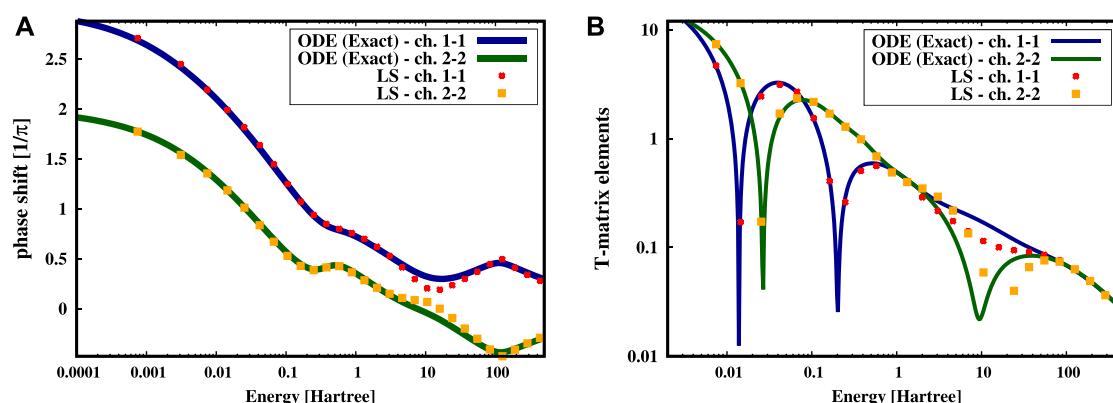 A
phase shift [1/π]
2.5
2
1.5
1
0.5
0
ODE (Exact) - ch. 1-1
ODE (Exact) - ch. 2-2
LS - ch. 1-1
LS - ch. 2-2
0.0001 0.001 0.01 0.1 1 10 100
Energy [Hartree]
B
T-matrix elements
10
1
0.1
0.01
ODE (Exact) - ch. 1-1
ODE (Exact) - ch. 2-2
LS - ch. 1-1
LS - ch. 2-2
0.01 0.1 1 10 100
Energy [Hartree]